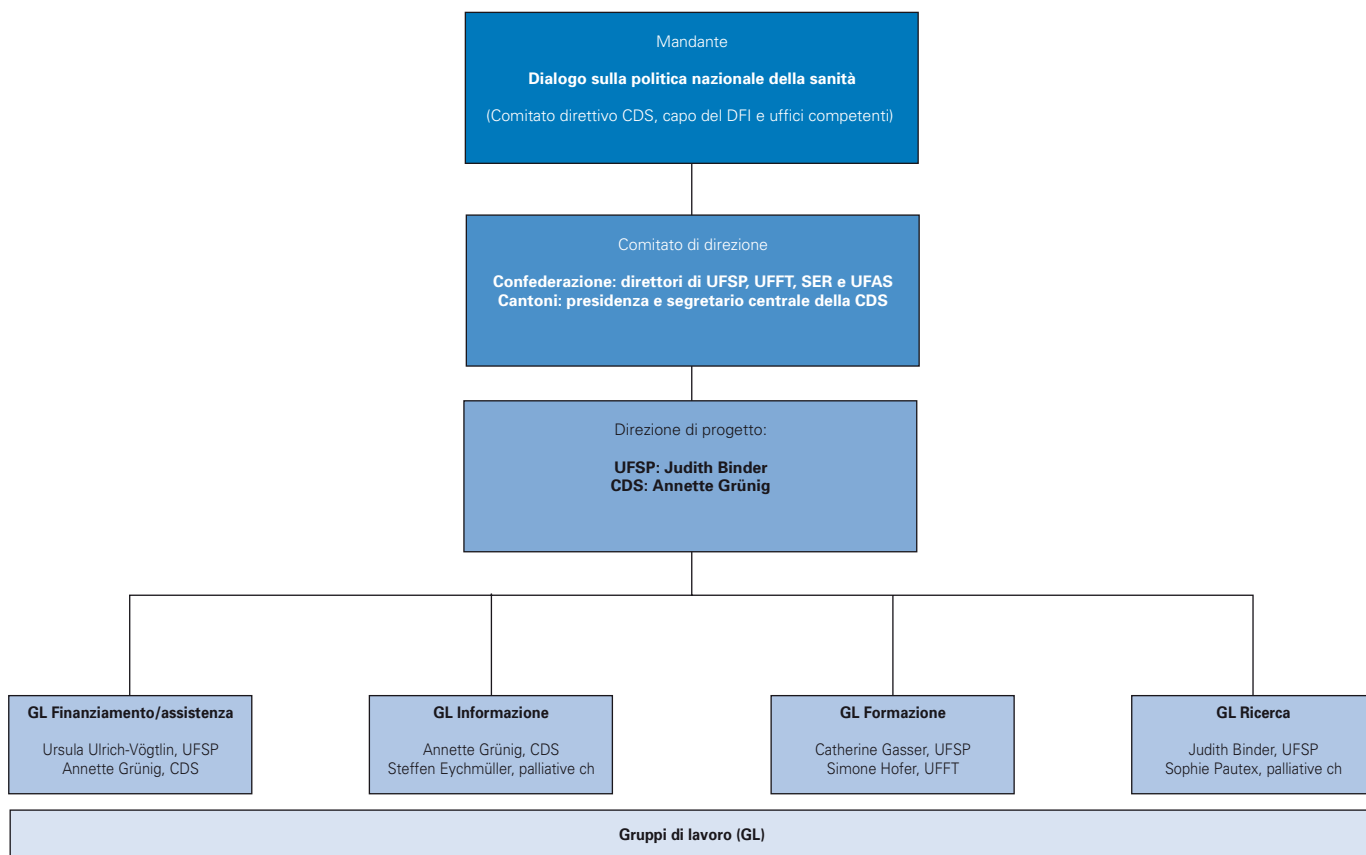 Mandante
Dialogo sulla politica nazionale della sanità
(Comitato direttivo CDS, capo del DFI e uffici competenti)
Comitato di direzione
Confederazione: direttori di UFSP, UFFT, SER e UFAS
Cantoni: presidenza e segretario centrale della CDS
Direzione di progetto:
UFSP: Judith Binder
CDS: Annette Grünig
GL Finanziamento/assistenza
Ursula Ulrich-Vögtlin, UFSP
Annette Grünig, CDS
GL Informazione
Annette Grünig, CDS
Steffen Eychmüller, palliative ch
GL Formazione
Catherine Gasser, UFSP
Simone Hofer, UFFT
GL Ricerca
Judith Binder, UFSP
Sophie Pautex, palliative ch
Gruppi di lavoro (GL)